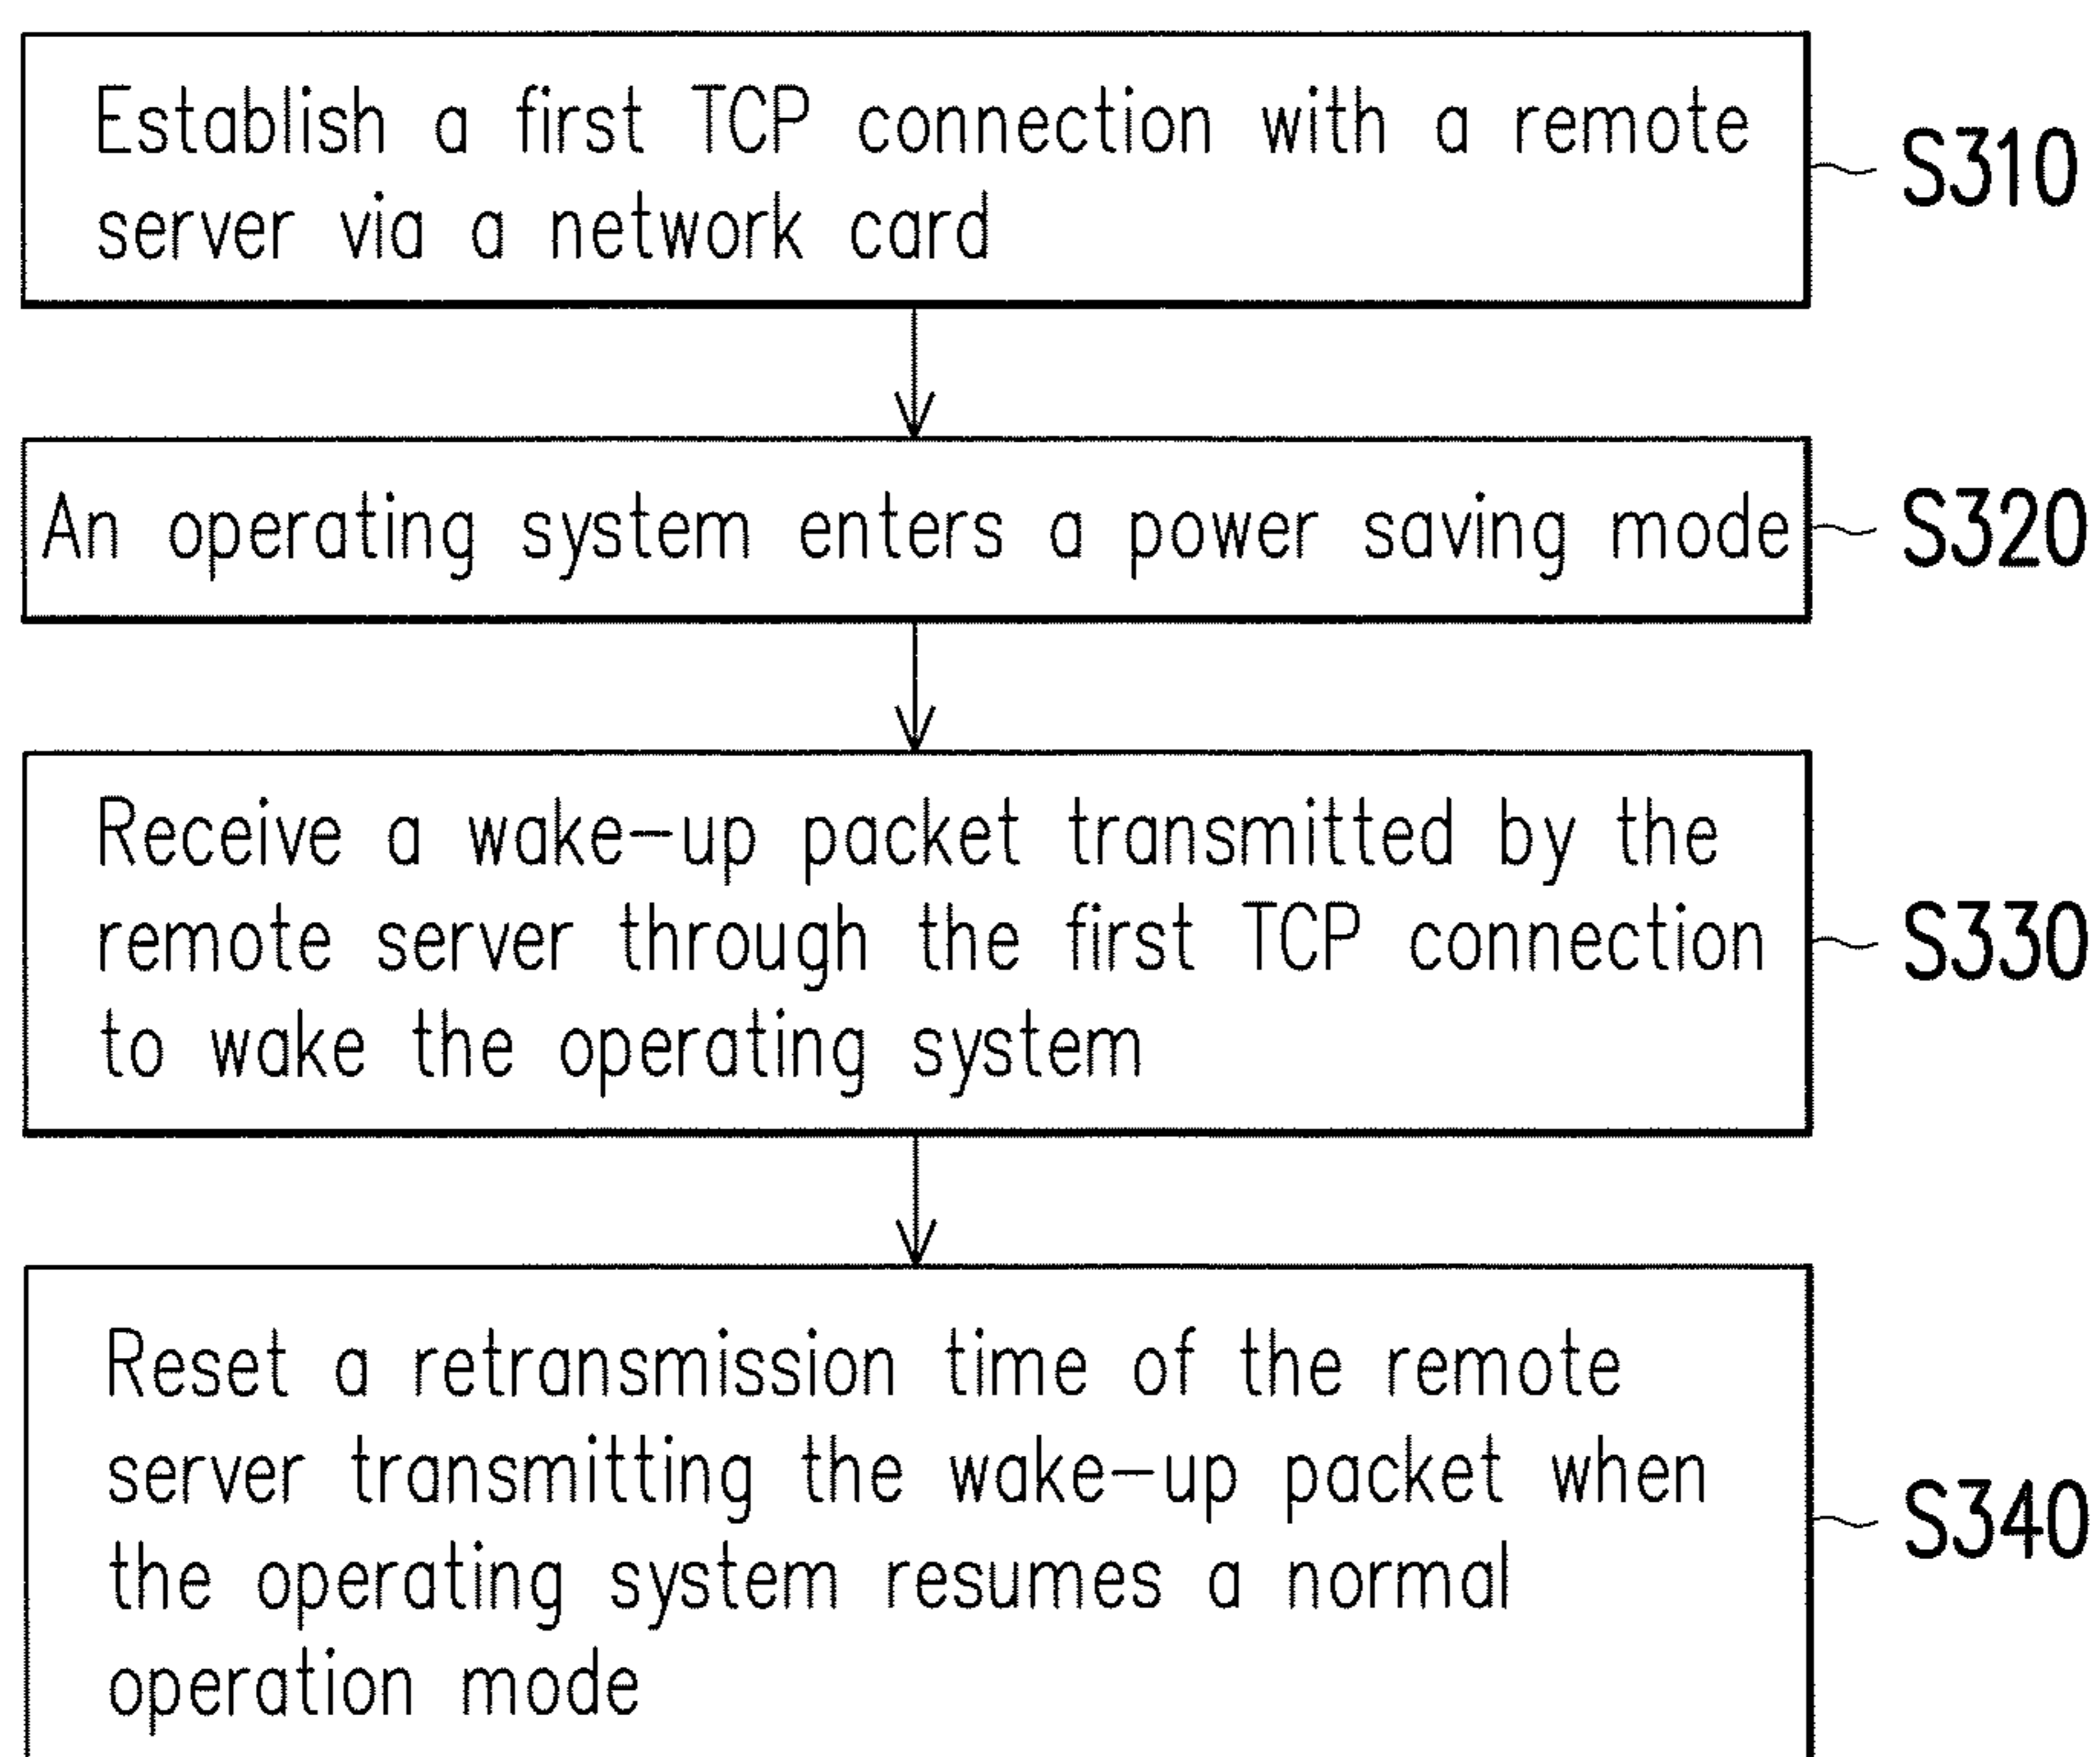 Establish a first TCP connection with a remote
server via a network card
S310
An operating system enters a power saving mode
S320
Receive a wake-up packet transmitted by the
remote server through the first TCP connection
to wake the operating system
S330
Reset a retransmission time of the remote
server transmitting the wake-up packet when
the operating system resumes a normal
operation mode
S340